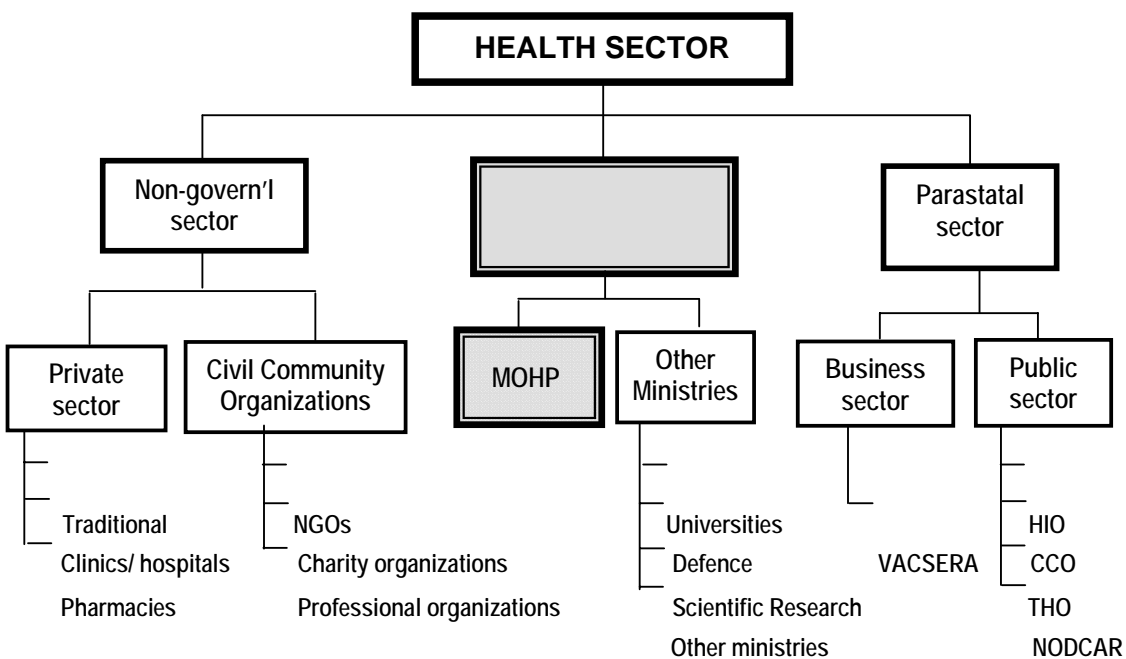 HEALTH SECTOR
Non-govern'l
sector
Parastatal
sector
Private
sector
Civil Community
Organizations
MOHP
Other
Ministries
Business
sector
Public
sector
Traditional
Clinics/ hospitals
Pharmacies
NGOs
Charity organizations
Professional organizations
Universities
Defence
Scientific Research
Other ministries
VACSERA
HIO
CCO
THO
NODCAR